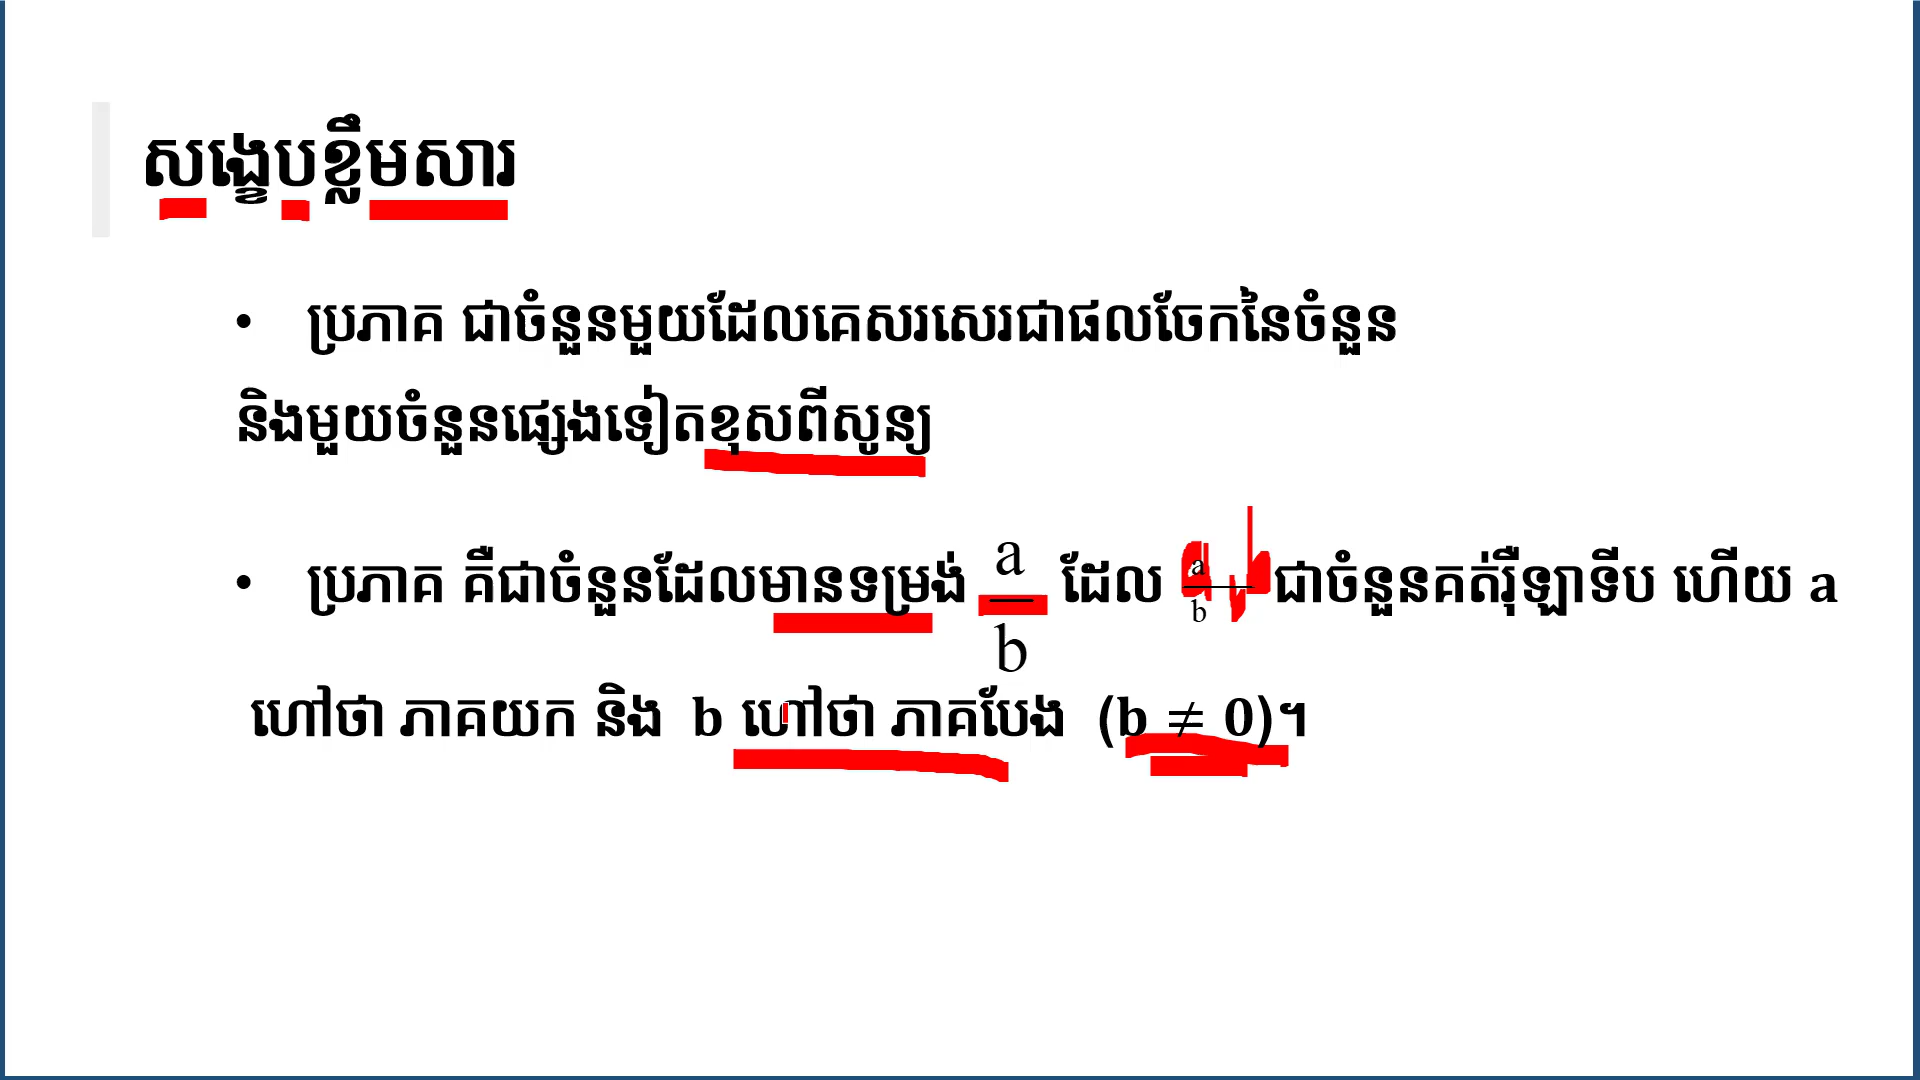 សង្ខេបខ្លឹមសារ
• ប្រភាគ ជាចំនួនមួយដែលគេសរសេរជាផលចែកនៃចំនួន
និងមួយចំនួនផ្សេងទៀតខុសពីសូន្យ
• ប្រភាគ គឺជាចំនួនដែលមានទម្រង់ a/b ដែល a/b ជាចំនួនគត់រ៉ឺឡាទីប ហើយ a
ហៅថា ភាគយក និង b ហៅថា ភាគបែង (b ≠ 0)។